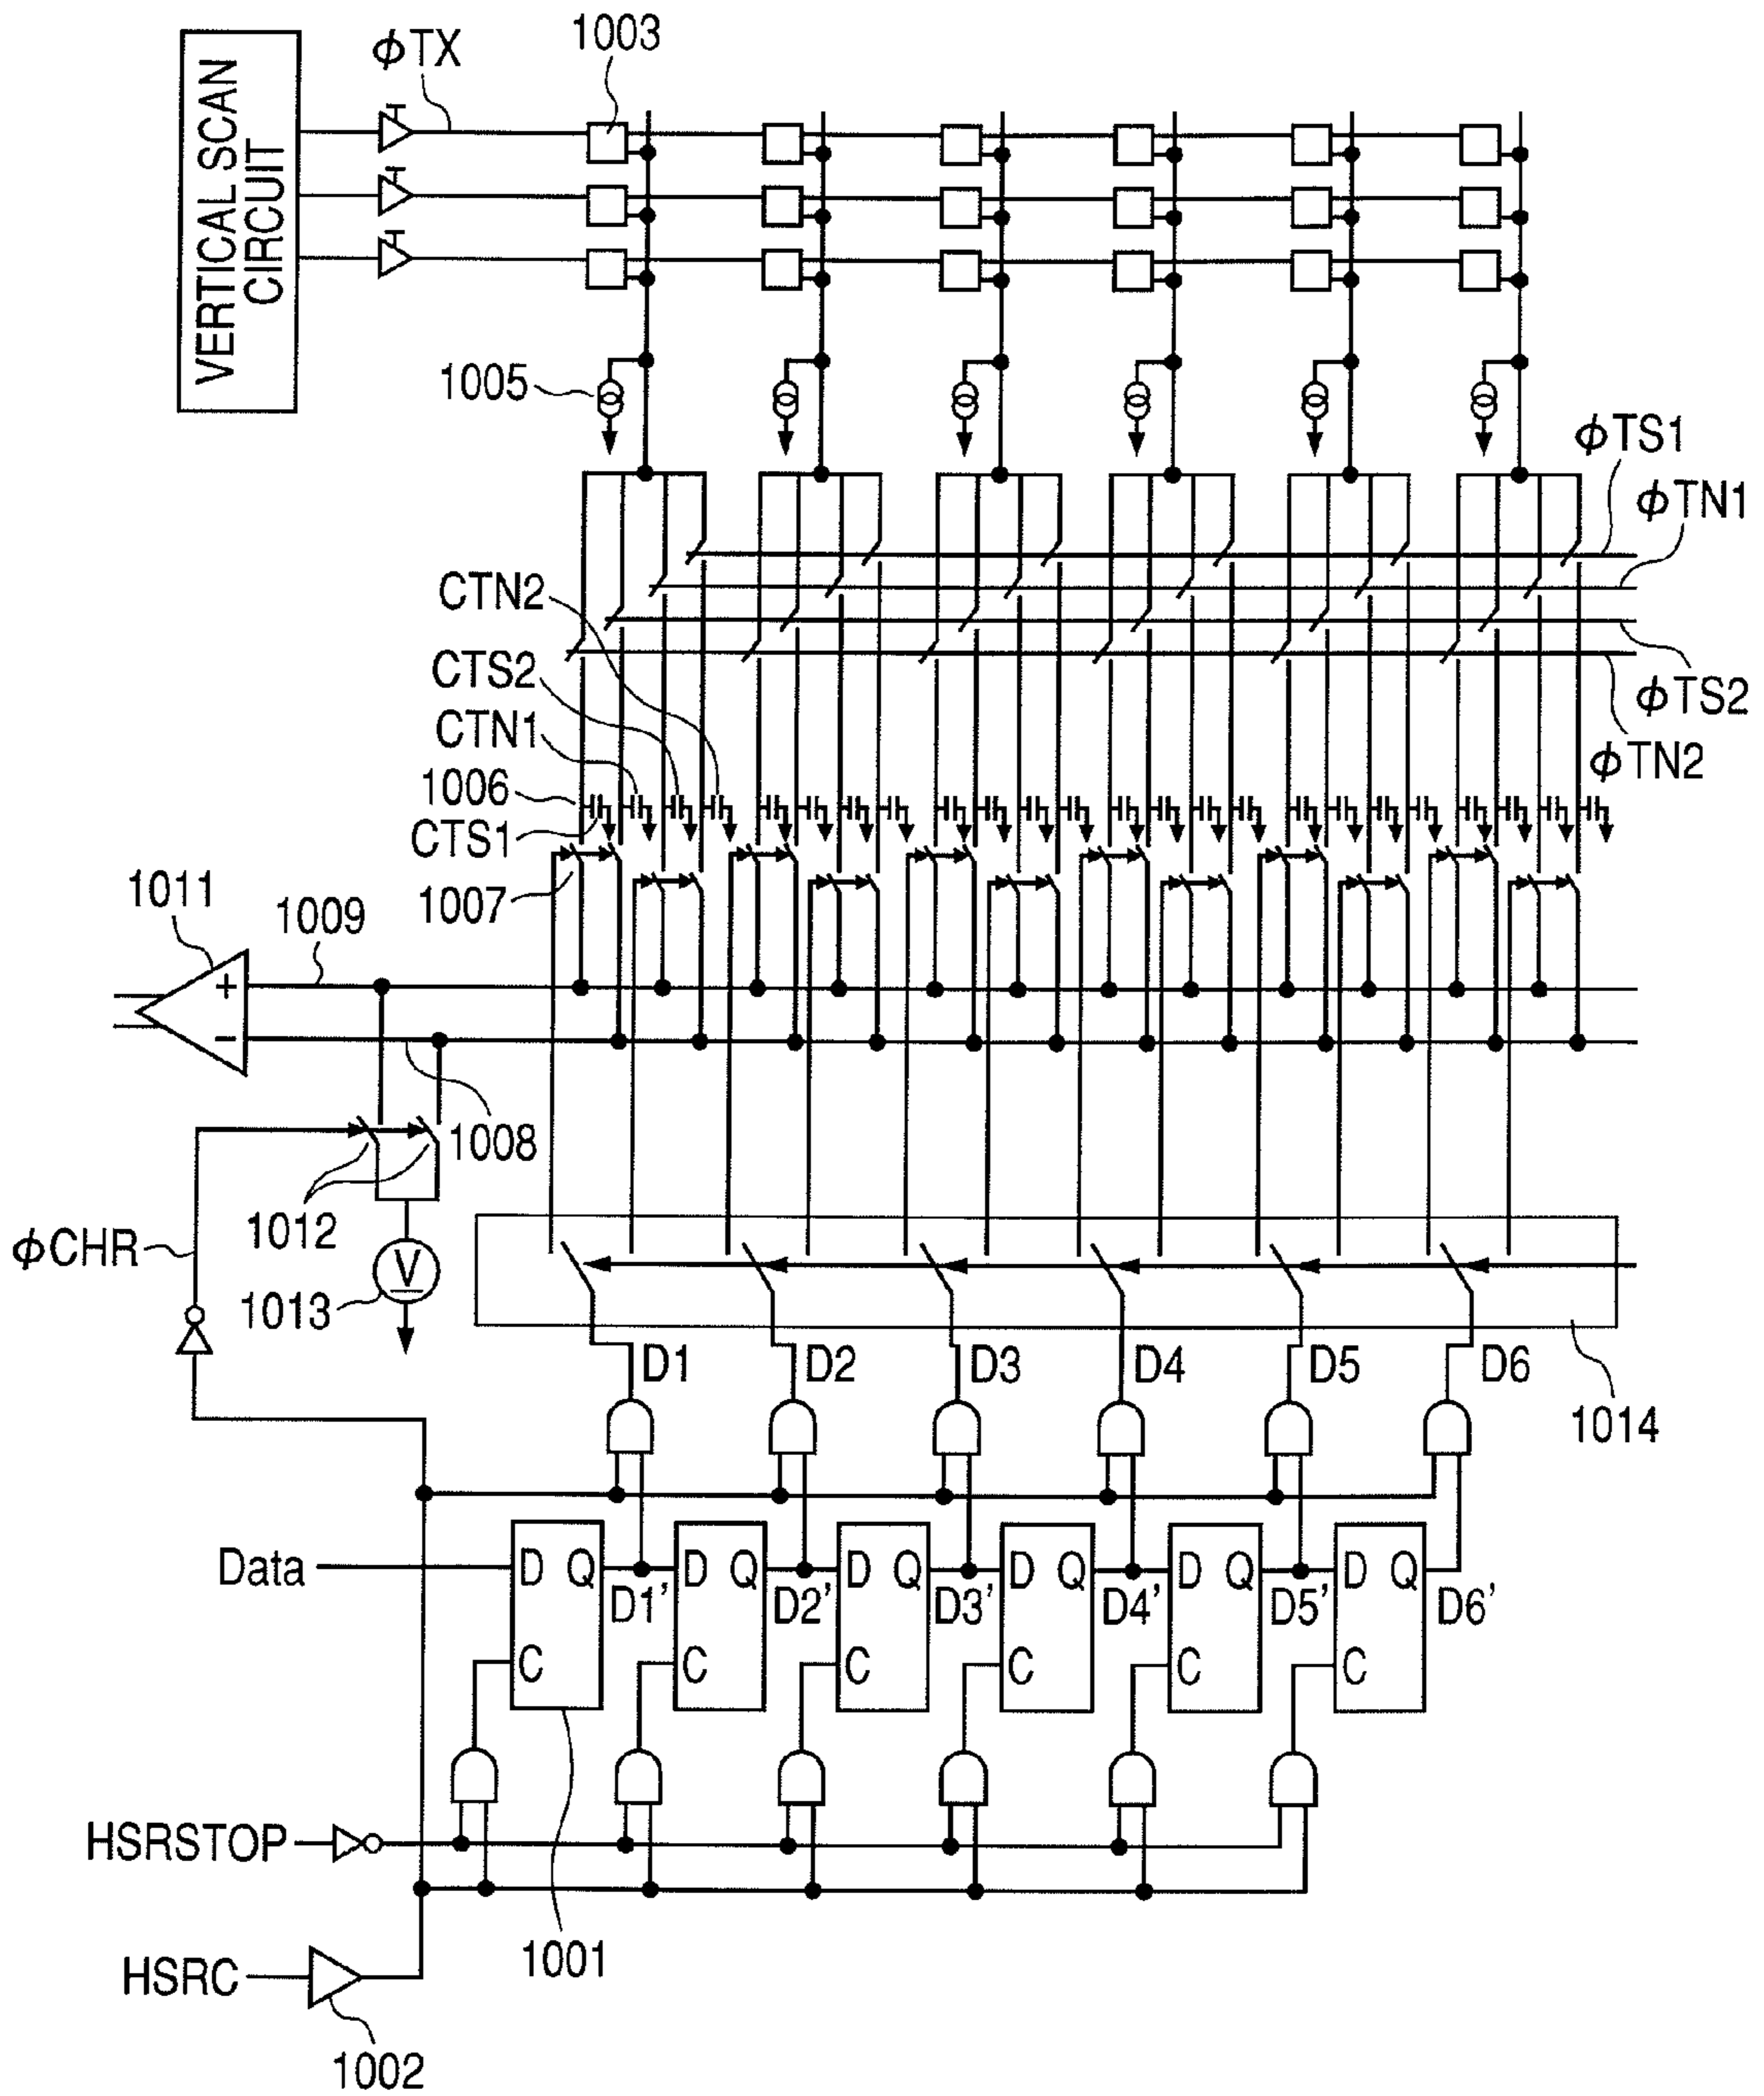 VERTICAL SCAN
CIRCUIT
ϕTX
1003
1005
ϕTS1
ϕTN1
CTN2
CTS2
CTN1
1006
CTS1
1007
ϕTS2
ϕTN2
1011
1009
+
−
1008
1012
ϕCHR
V
1013
D1
D2
D3
D4
D5
D6
1014
Data
D Q
D1'
D Q
D2'
D Q
D3'
D Q
D4'
D Q
D5'
D Q
D6'
C
C
C
C
C
C
HSRSTOP
1001
HSRC
1002